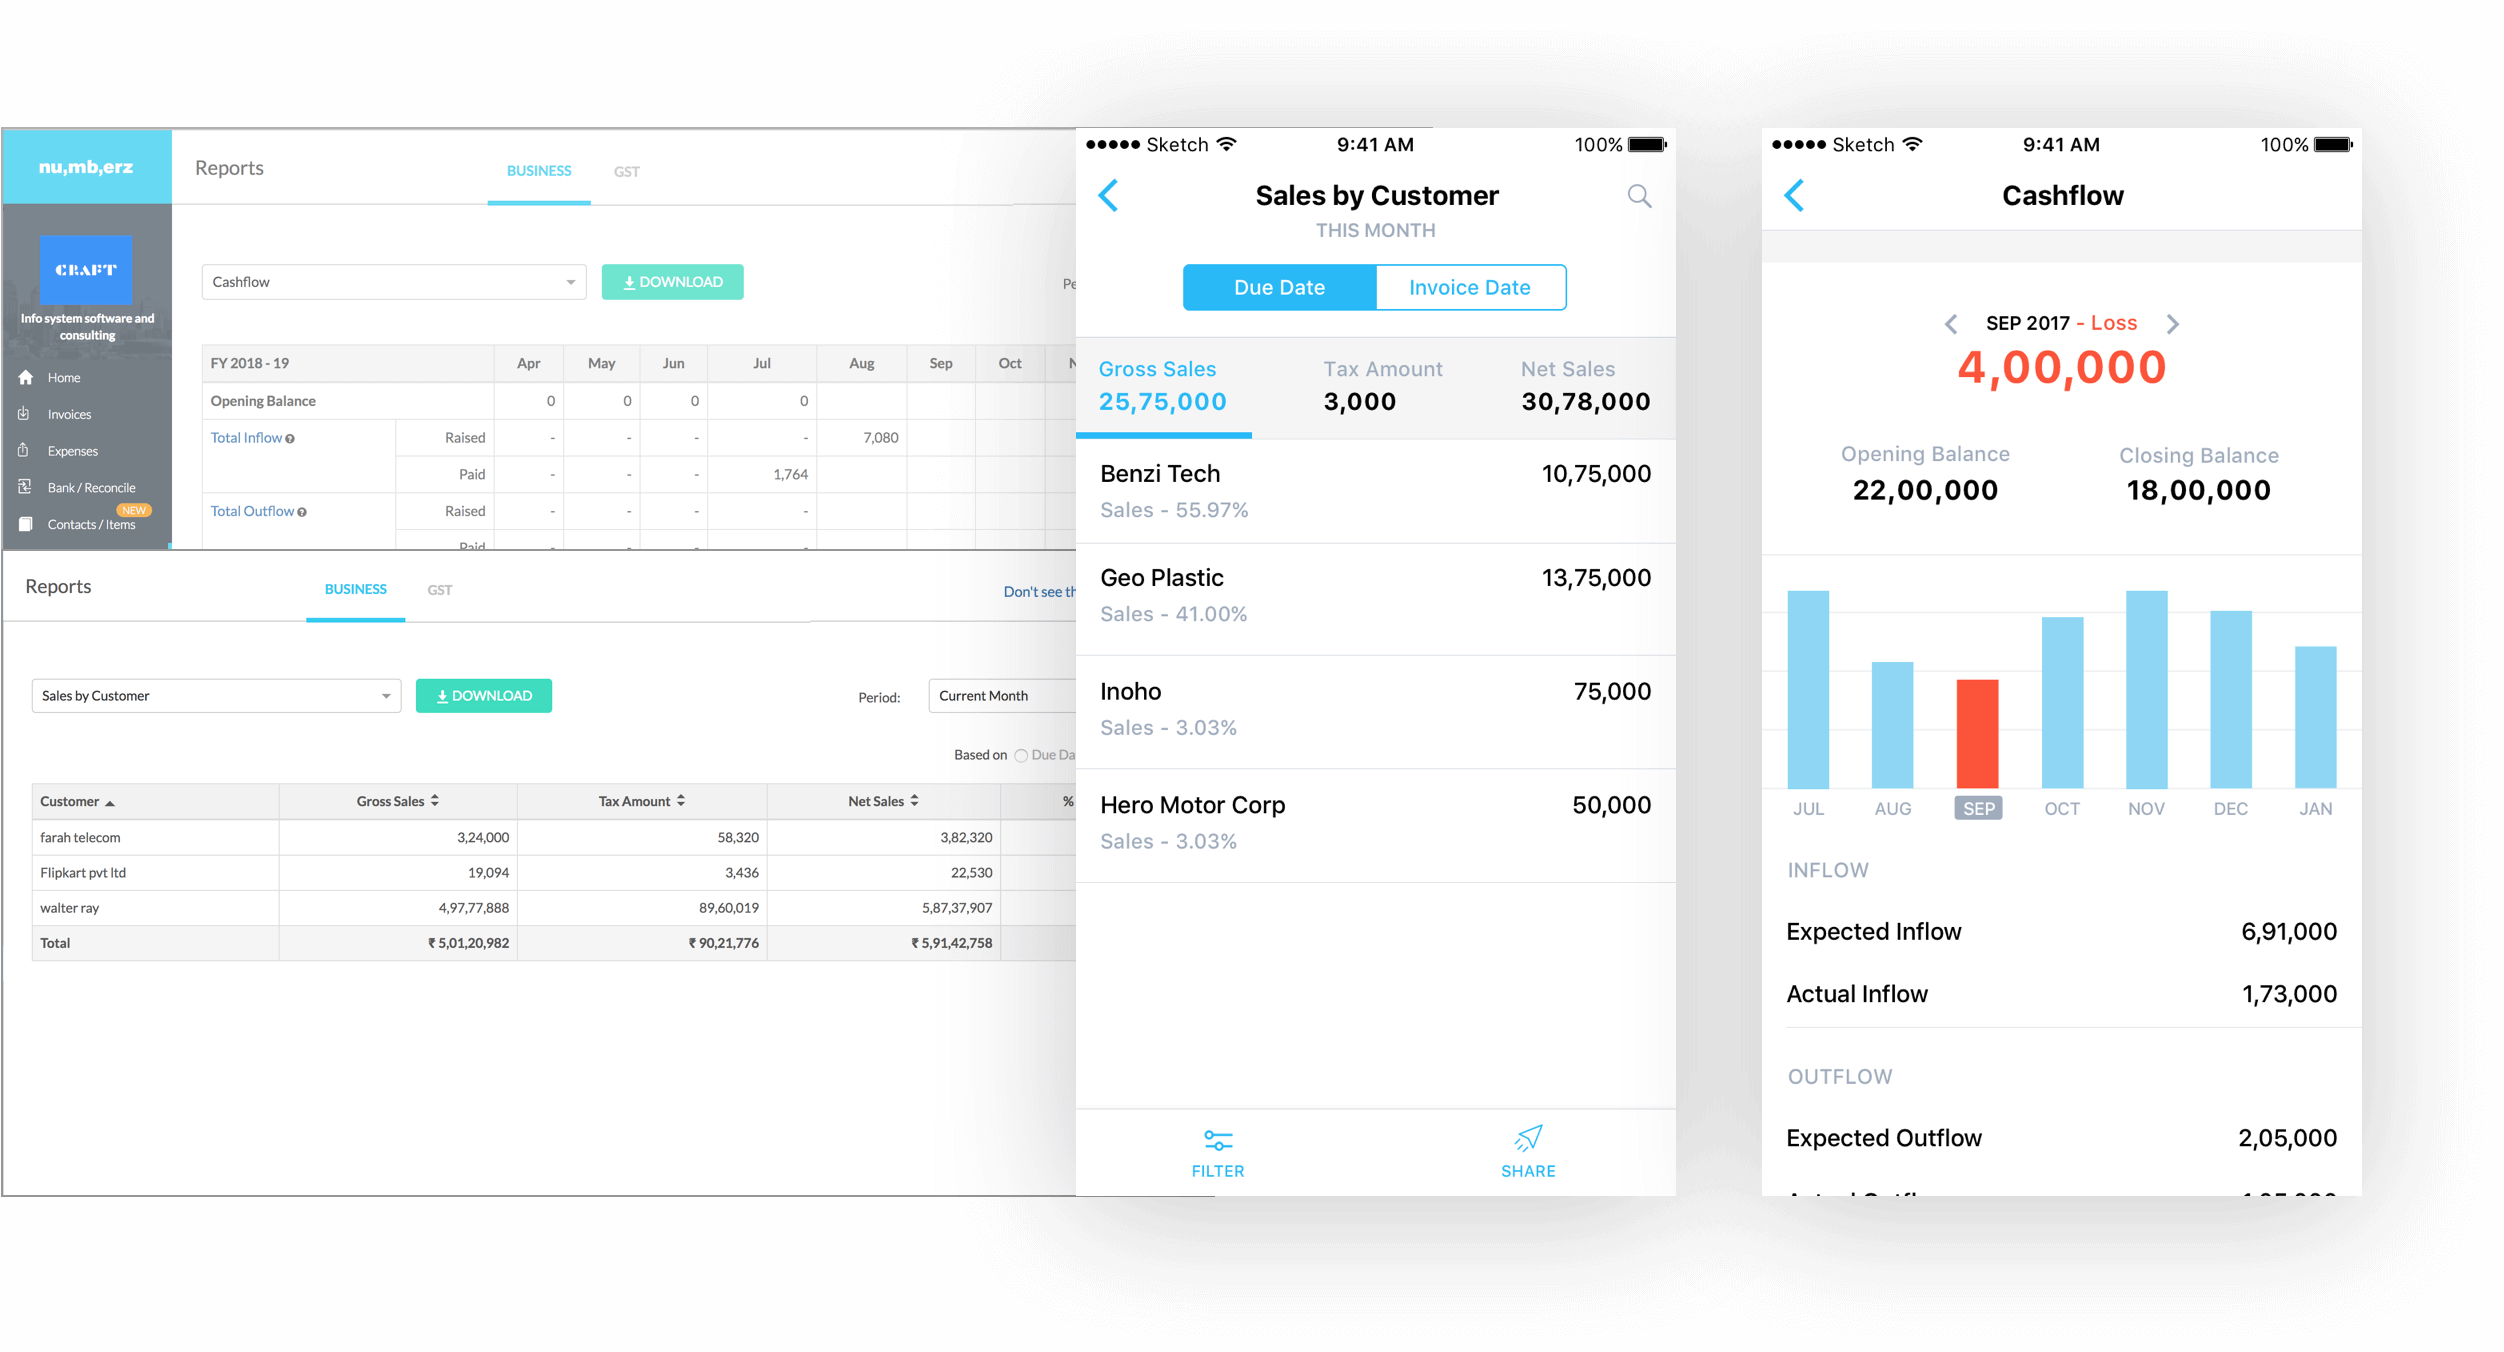 nu,mb,erz
Reports
BUSINESS
GST
CRAFT
Info system software and
consulting
Home
Invoices
Expenses
Bank / Reconcile
NEW
Contacts / Items
Cashflow
DOWNLOAD
FY 2018 - 19 Apr May Jun Jul Aug Sep Oct
Opening Balance 0 0 0 0
Total Inflow Raised - - - - 7,080
Paid - - - 1,764
Total Outflow Raised - - - -
Paid - - - -
Reports
BUSINESS
GST
Don't see
Sales by Customer
DOWNLOAD
Period:
Current Month
Based on
Customer Gross Sales Tax Amount Net Sales %
farah telecom 3,24,000 58,320 3,82,320
Flipkart pvt ltd 19,094 3,436 22,530
walter ray 4,97,77,888 89,60,019 5,87,37,907
Total ₹ 5,01,20,982 ₹ 90,21,776 ₹ 5,91,42,758
Sketch 9:41 AM 100%
Sales by Customer
THIS MONTH
Due Date Invoice Date
Gross Sales Tax Amount Net Sales
25,75,000 3,000 30,78,000
Benzi Tech 10,75,000
Sales - 55.97%
Geo Plastic 13,75,000
Sales - 41.00%
Inoho 75,000
Sales - 3.03%
Hero Motor Corp 50,000
Sales - 3.03%
FILTER SHARE
Sketch 9:41 AM 100%
Cashflow
SEP 2017 - Loss
4,00,000
Opening Balance Closing Balance
22,00,000 18,00,000
JUL AUG SEP OCT NOV DEC JAN
INFLOW
Expected Inflow 6,91,000
Actual Inflow 1,73,000
OUTFLOW
Expected Outflow 2,05,000